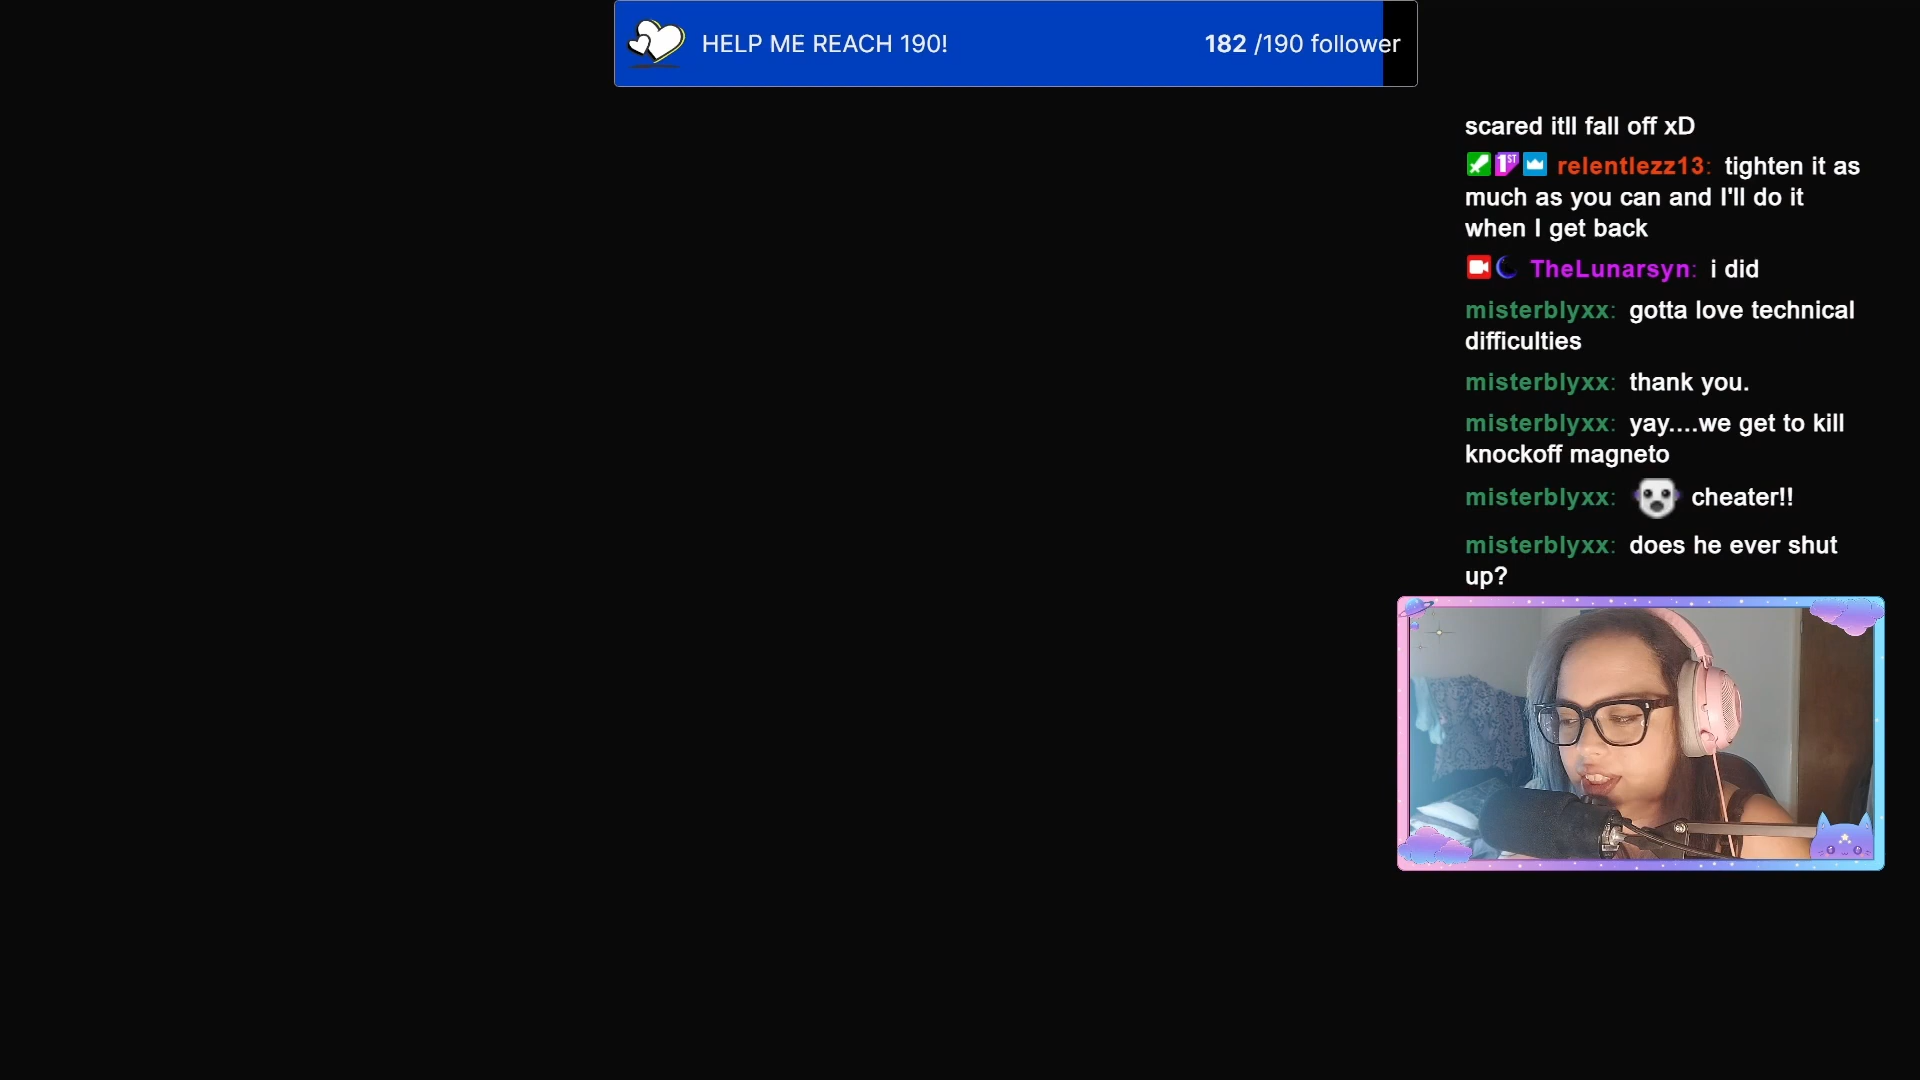 HELP ME REACH 190!
182 /190 follower
scared itll fall off xD
1ST relentlezz13: tighten it as
much as you can and I'll do it
when I get back
TheLunarsyn: i did
misterblyxx: gotta love technical
difficulties
misterblyxx: thank you.
misterblyxx: yay....we get to kill
knockoff magneto
misterblyxx: cheater!!
misterblyxx: does he ever shut
up?